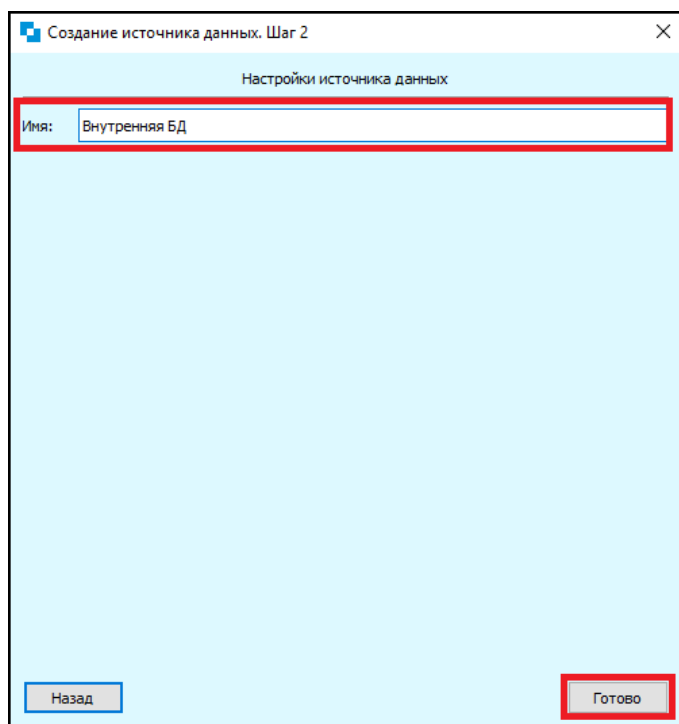 Создание источника данных. Шаг 2
Настройки источника данных
Имя: Внутренняя БД
Назад Готово